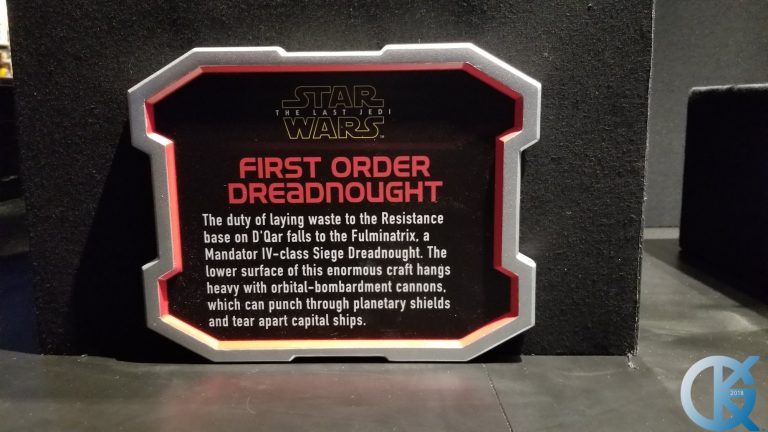 STAR
THE LAST JEDI
WARS™
FIRST ORDER
DREADNOUGHT
The duty of laying waste to the Resistance
base on D'Qar falls to the Fulminatrix, a
Mandator IV-class Siege Dreadnought. The
lower surface of this enormous craft hangs
heavy with orbital-bombardment cannons,
which can punch through planetary shields
and tear apart capital ships.
2018